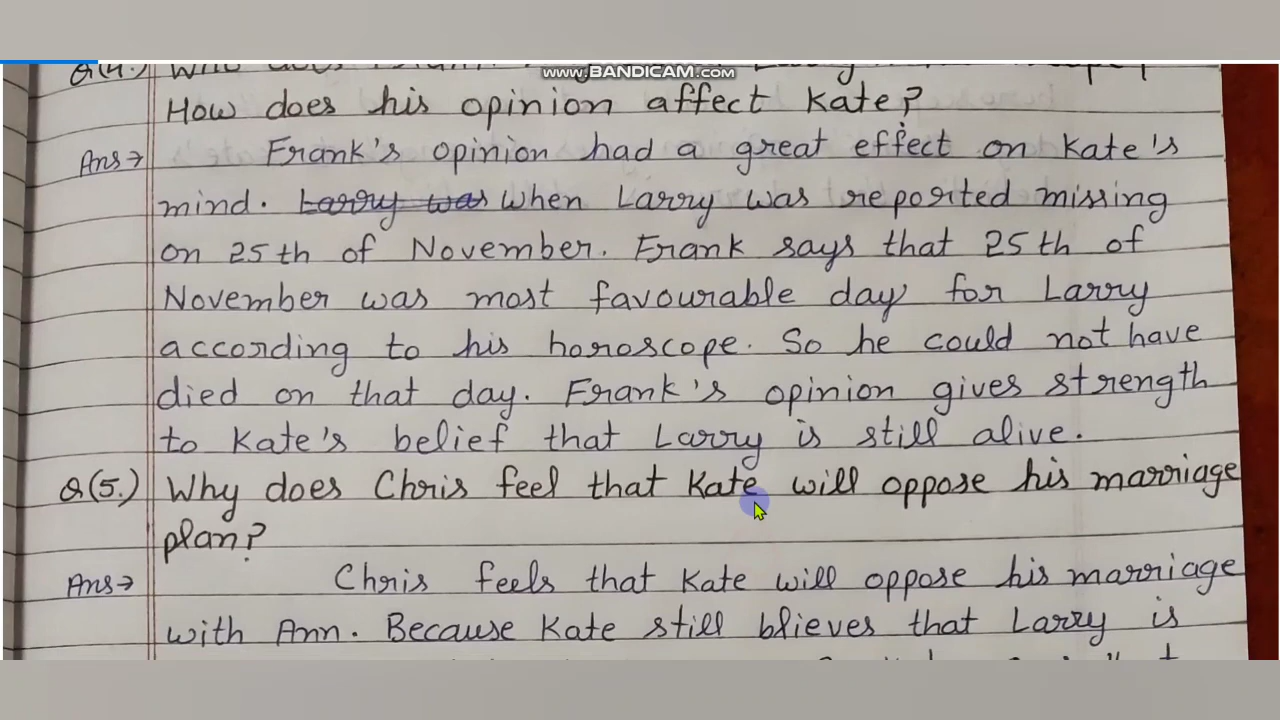 www.BANDICAM.com
Q(4.)
How does his opinion affect Kate?
Ans→ Frank's opinion had a great effect on Kate's
mind. Larry was when Larry was reported missing
on 25th of November. Frank says that 25th of
November was most favourable day for Larry
according to his horoscope. So he could not have
died on that day. Frank's opinion gives strength
to Kate's belief that Larry is still alive.
Q(5.) Why does Chris feel that Kate will oppose his marriage
plan?
Ans→ Chris feels that Kate will oppose his marriage
with Ann. Because Kate still blieves that Larry is